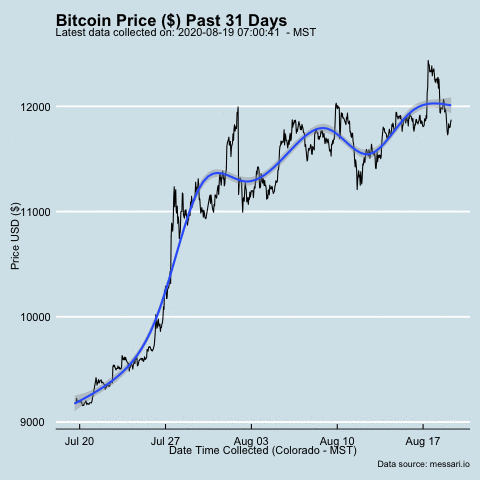 Bitcoin Price ($) Past 31 Days
Latest data collected on: 2020-08-19 07:00:41  - MST
12000
11000
10000
9000
Price USD ($)
Jul 20 Jul 27 Aug 03 Aug 10 Aug 17
Date Time Collected (Colorado - MST)
Data source: messari.io